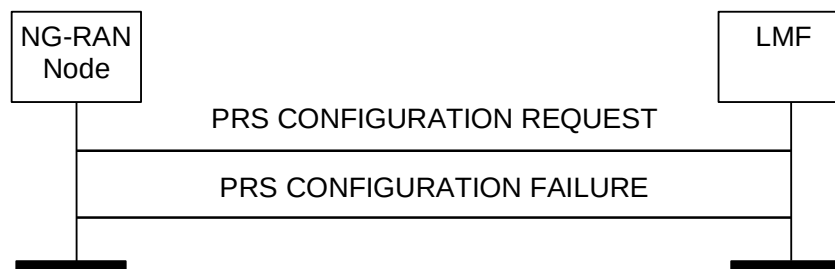 NG-RAN
Node
LMF
PRS CONFIGURATION REQUEST
PRS CONFIGURATION FAILURE